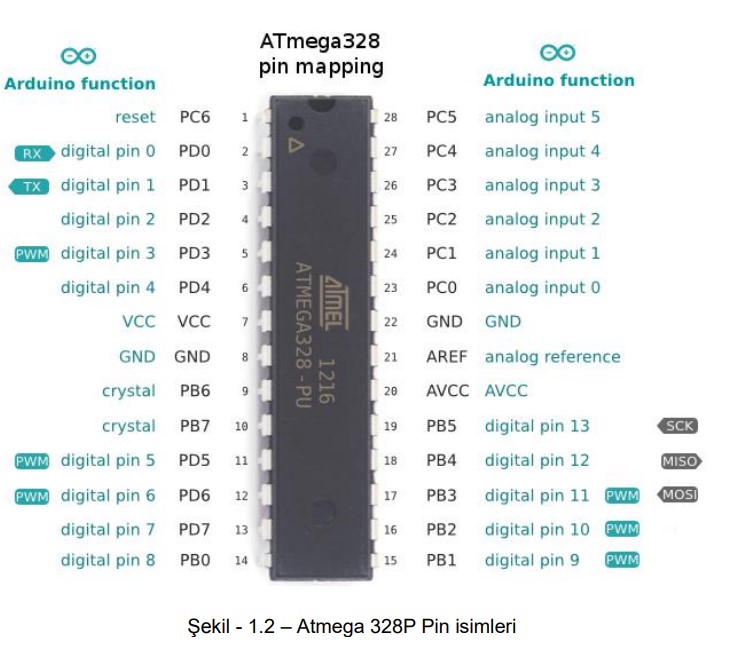 ATmega328
pin mapping
Arduino function
Arduino function
reset PC6 1 28 PC5 analog input 5
RX digital pin 0 PD0 2 27 PC4 analog input 4
TX digital pin 1 PD1 3 26 PC3 analog input 3
digital pin 2 PD2 4 25 PC2 analog input 2
PWM digital pin 3 PD3 5 24 PC1 analog input 1
digital pin 4 PD4 6 23 PC0 analog input 0
VCC VCC 7 22 GND GND
GND GND 8 21 AREF analog reference
crystal PB6 9 20 AVCC AVCC
crystal PB7 10 19 PB5 digital pin 13 SCK
PWM digital pin 5 PD5 11 18 PB4 digital pin 12 MISO
PWM digital pin 6 PD6 12 17 PB3 digital pin 11 PWM MOSI
digital pin 7 PD7 13 16 PB2 digital pin 10 PWM
digital pin 8 PB0 14 15 PB1 digital pin 9 PWM
ATMEL 1216
ATMEGA328-PU
Şekil - 1.2 – Atmega 328P Pin isimleri